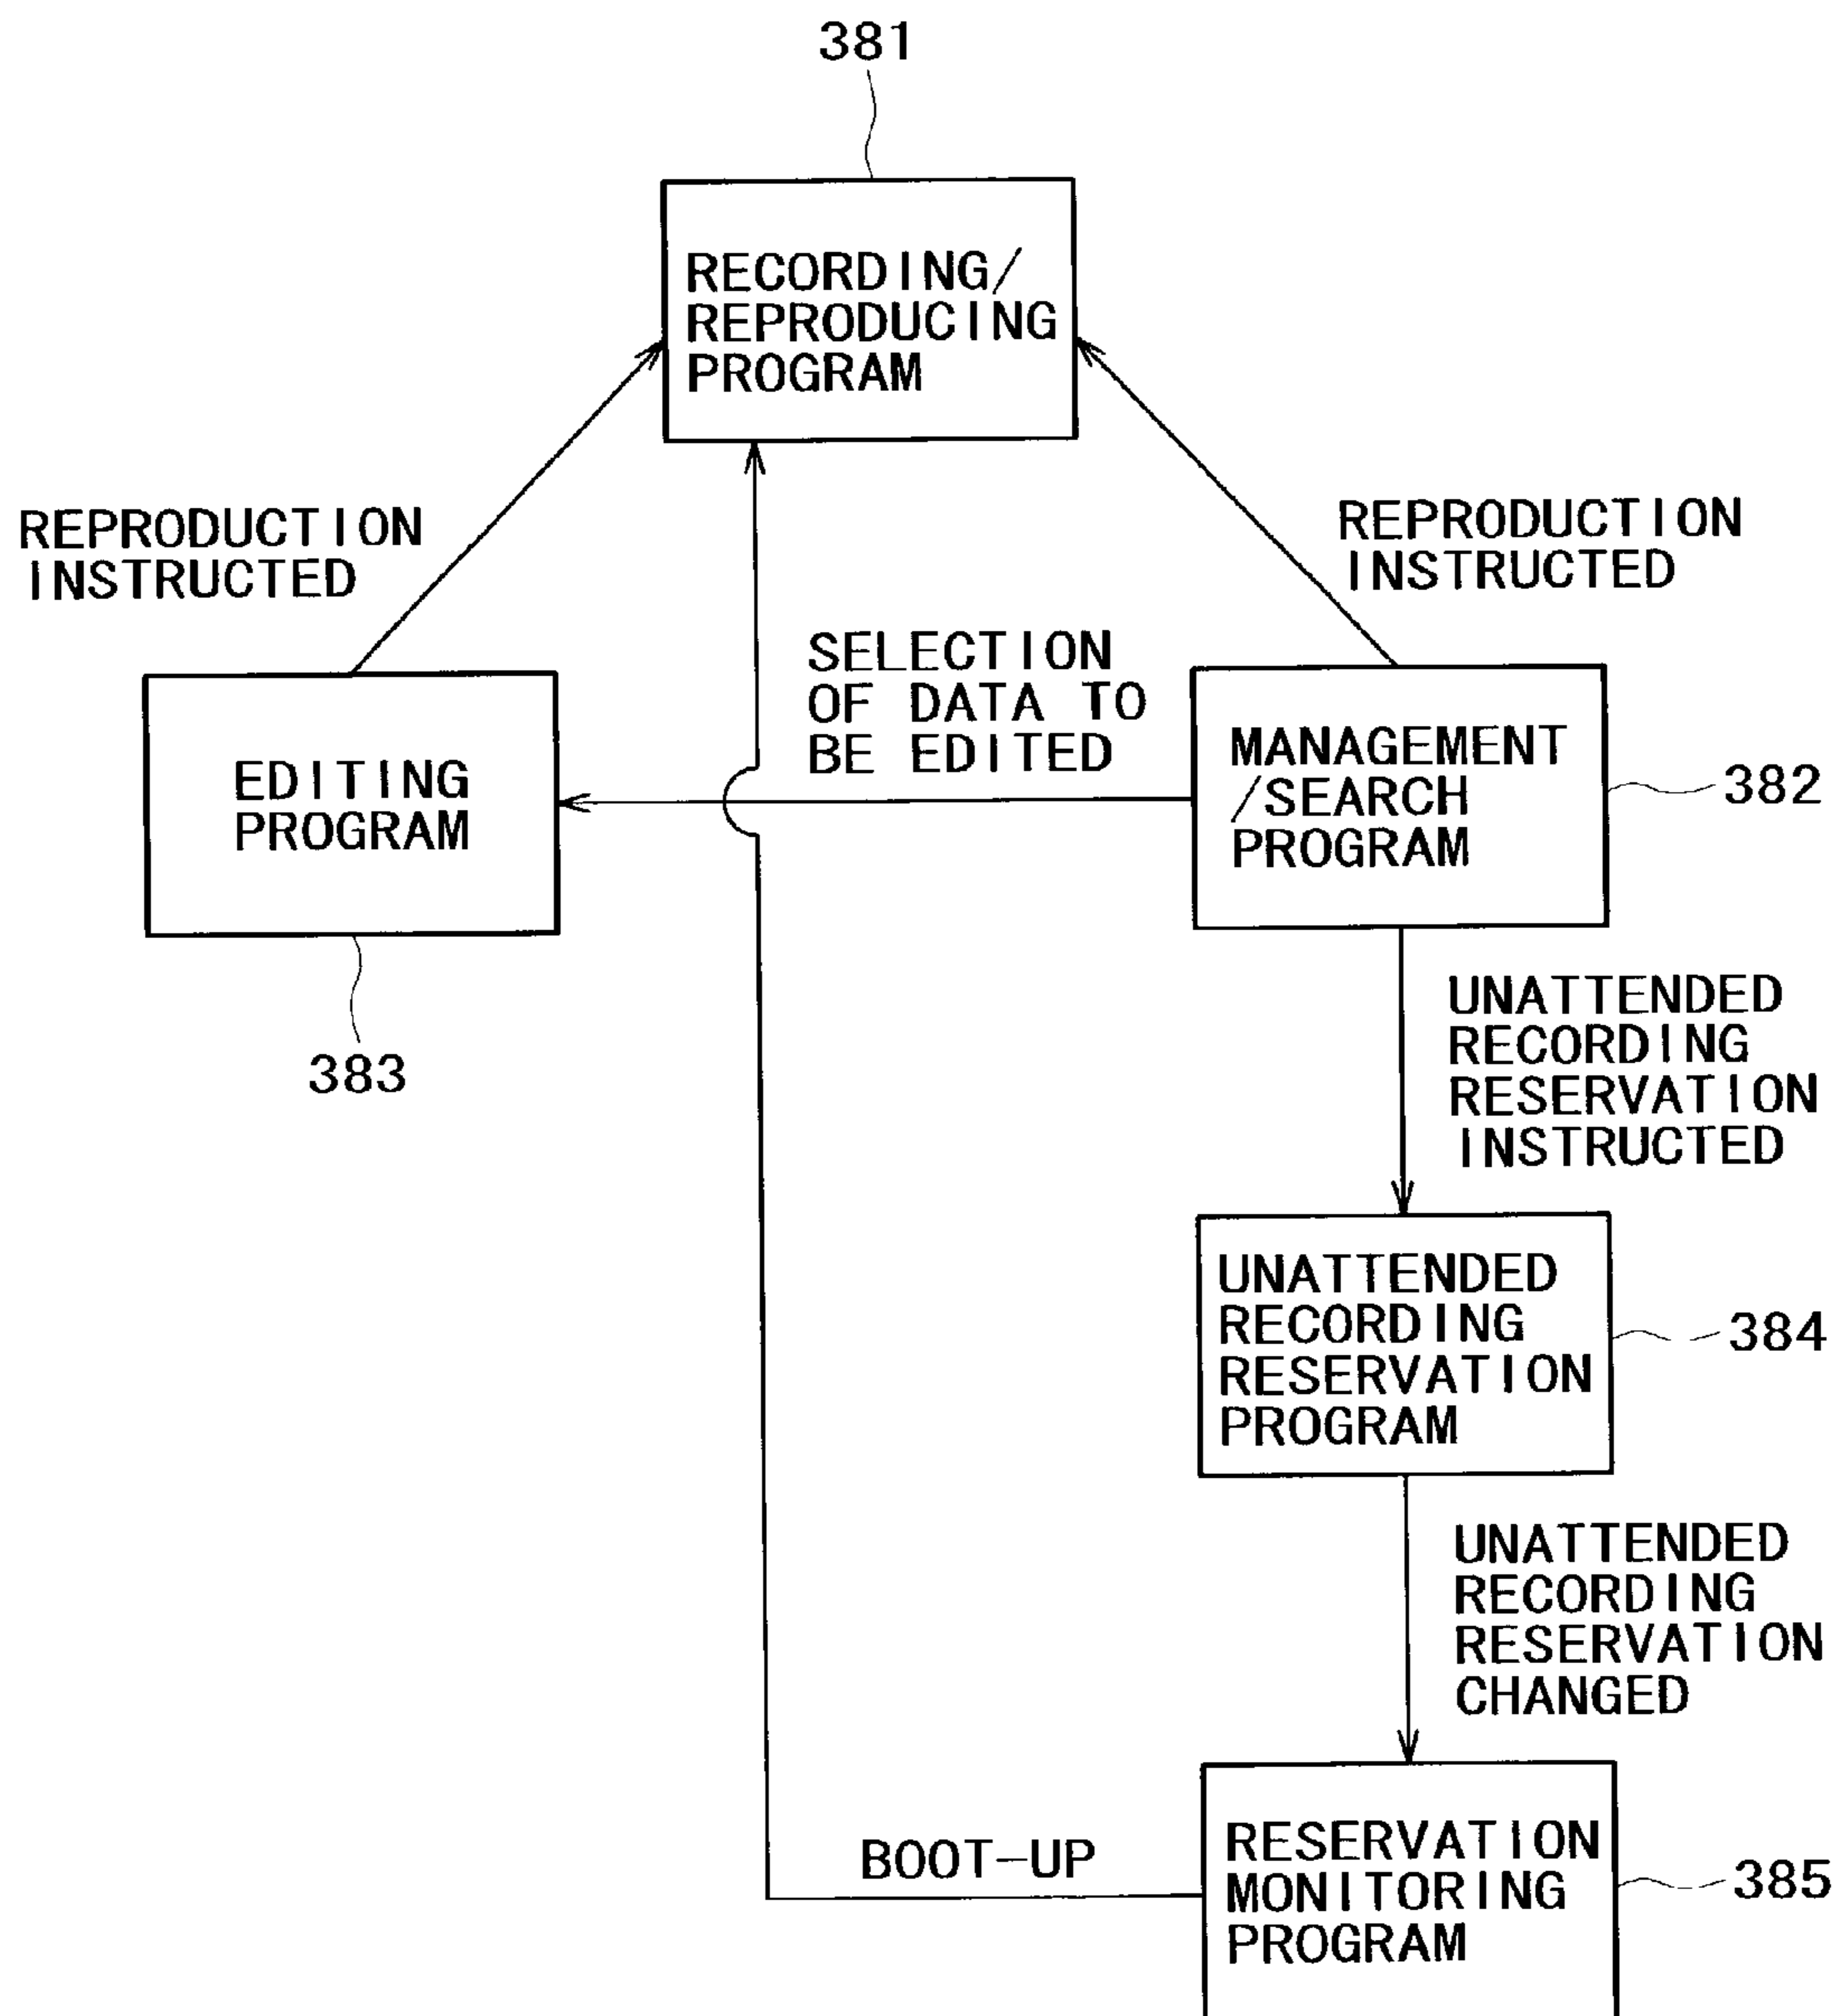 381
RECORDING/
REPRODUCING
PROGRAM
REPRODUCTION
INSTRUCTED
REPRODUCTION
INSTRUCTED
SELECTION
OF DATA TO
BE EDITED
EDITING
PROGRAM
MANAGEMENT
/SEARCH
PROGRAM
382
383
UNATTENDED
RECORDING
RESERVATION
INSTRUCTED
UNATTENDED
RECORDING
RESERVATION
PROGRAM
384
UNATTENDED
RECORDING
RESERVATION
CHANGED
BOOT-UP
RESERVATION
MONITORING
PROGRAM
385